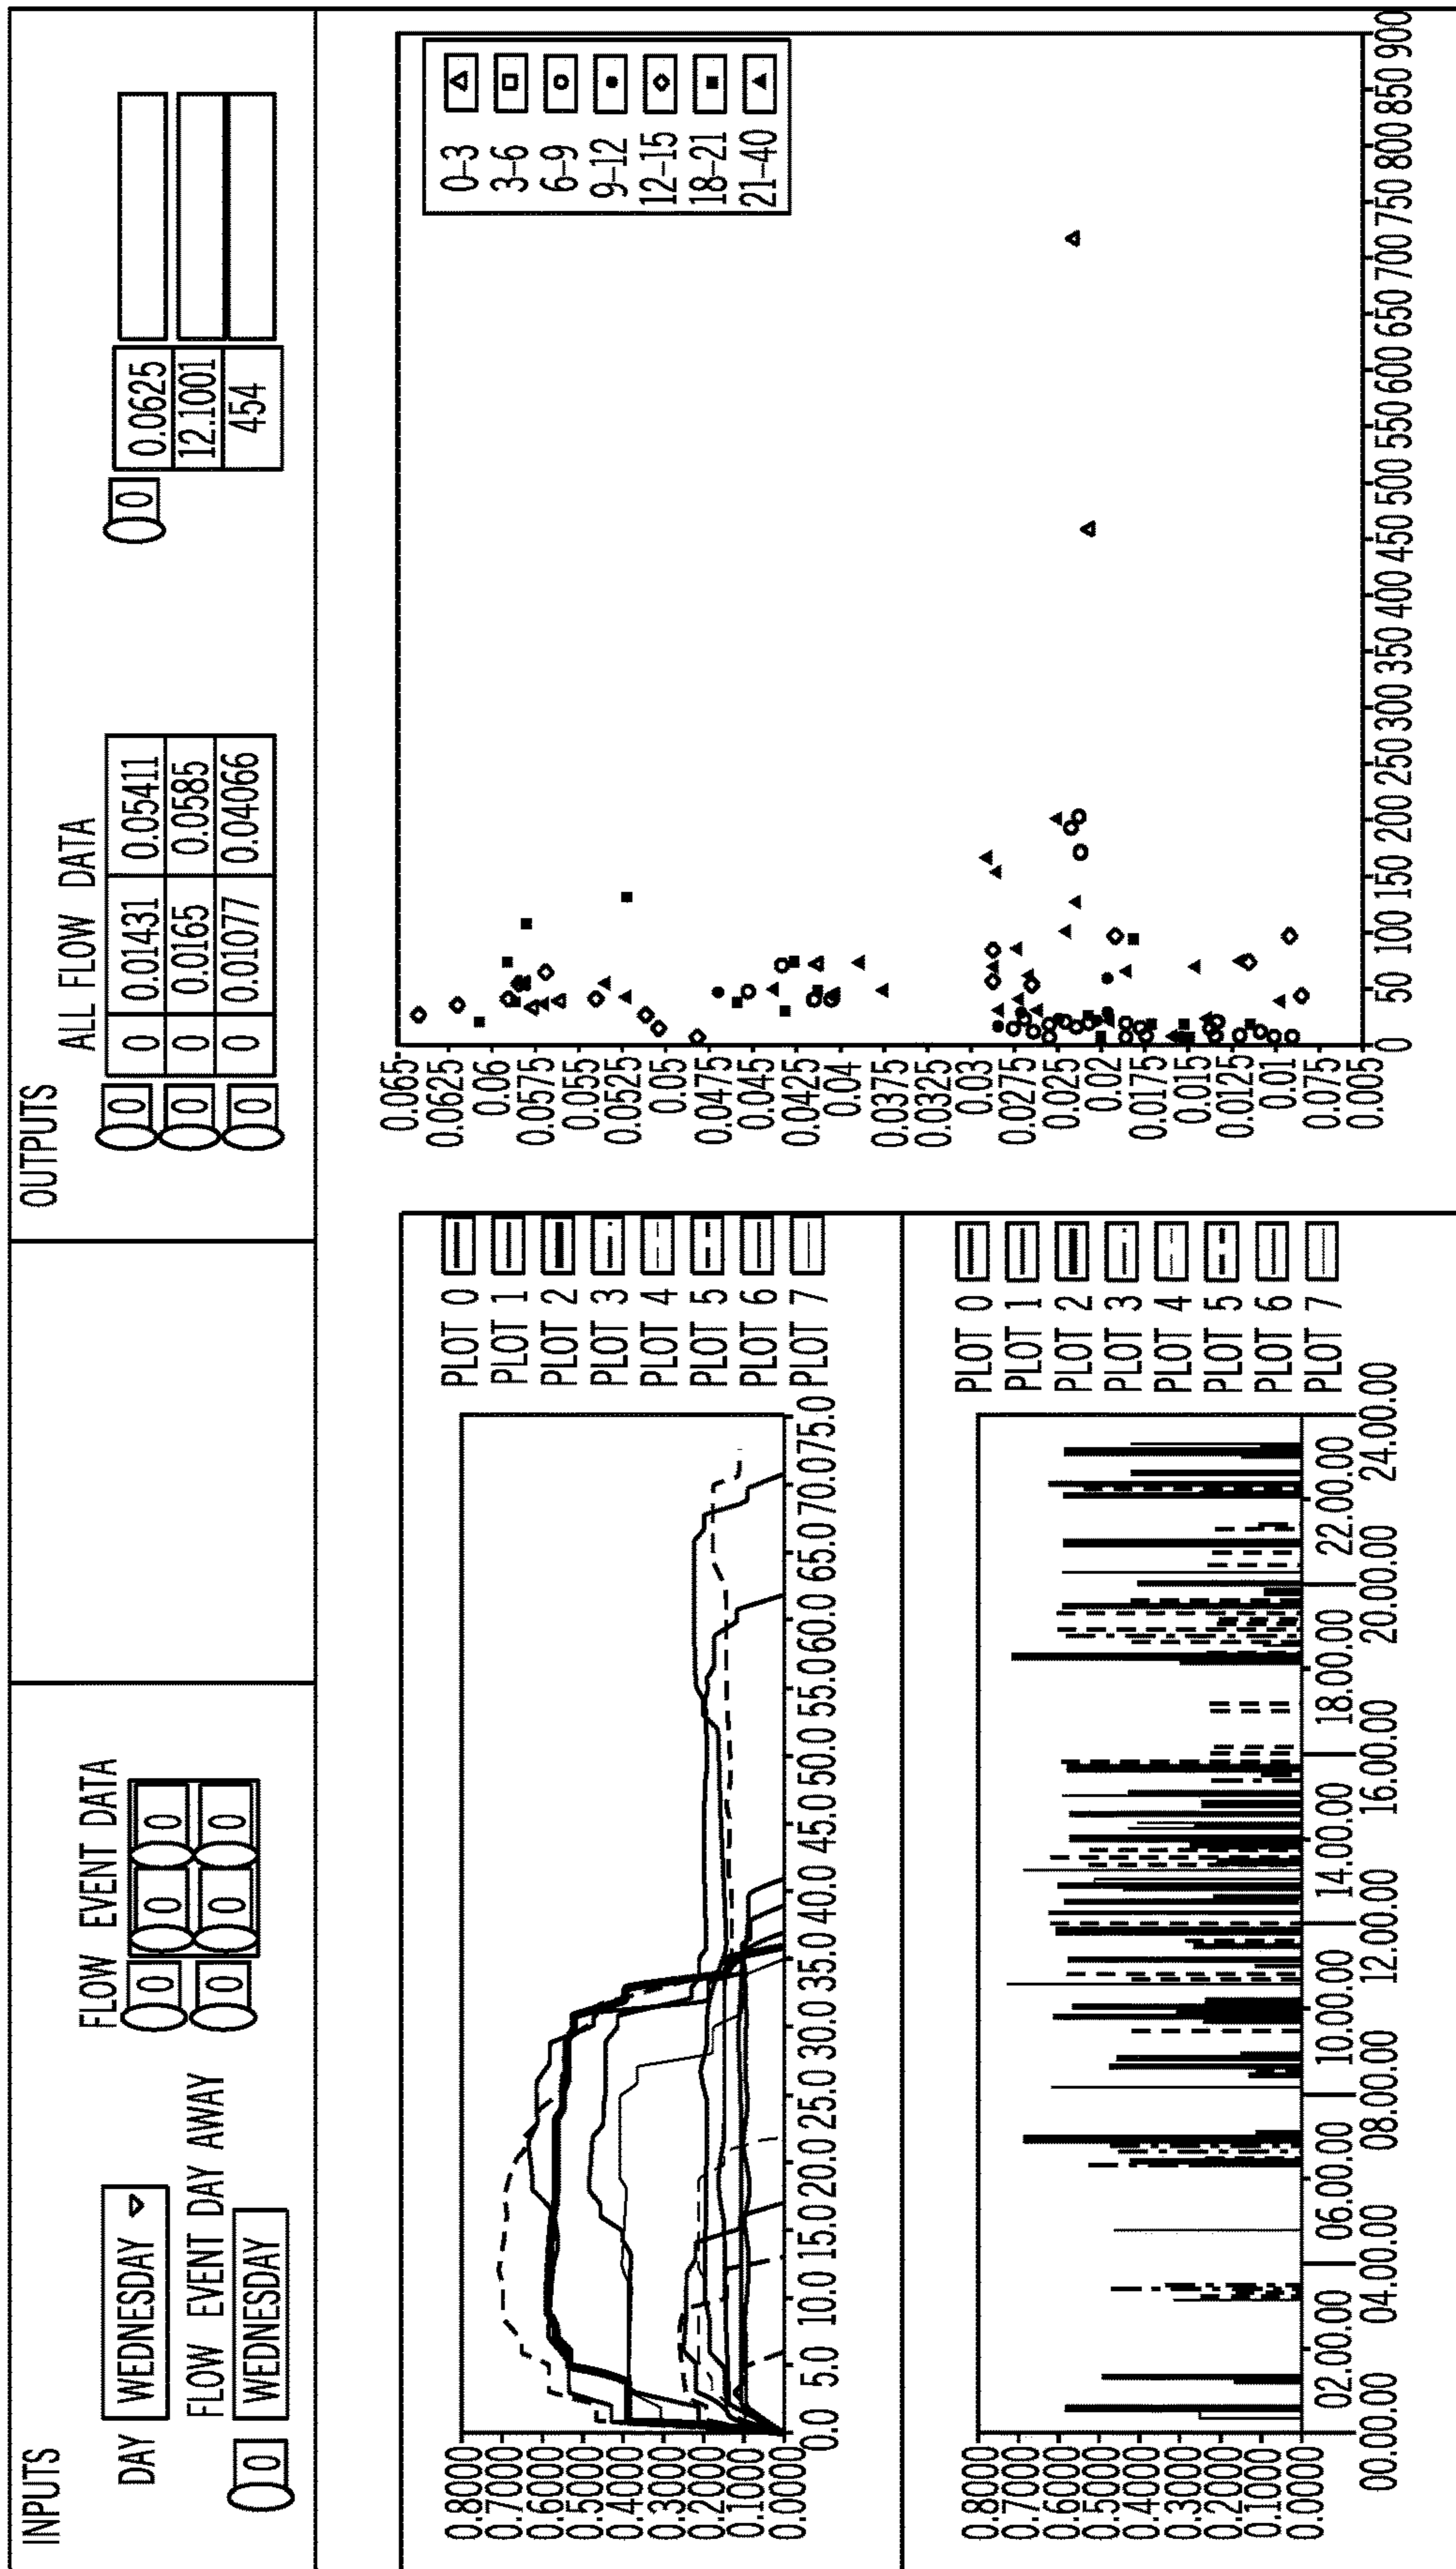 INPUTS
DAY WEDNESDAY
FLOW EVENT DAY AWAY
0 WEDNESDAY
FLOW EVENT DATA
0 0 0
0 0 0
OUTPUTS
ALL FLOW DATA
0 0 0.01431 0.05411
0 0 0.0165 0.0585
0 0 0.01077 0.04066
0 0.0625
12.1001
454
0.8000
0.7000
0.6000
0.5000
0.4000
0.3000
0.2000
0.1000
0.0000
0.0 5.0 10.0 15.0 20.0 25.0 30.0 35.0 40.0 45.0 50.0 55.0 60.0 65.0 70.0 75.0
PLOT 0
PLOT 1
PLOT 2
PLOT 3
PLOT 4
PLOT 5
PLOT 6
PLOT 7
0.8000
0.7000
0.6000
0.5000
0.4000
0.3000
0.2000
0.1000
0.0000
02.00.00 06.00.00 10.00.00 14.00.00 18.00.00 22.00.00
00.00.00 04.00.00 08.00.00 12.00.00 16.00.00 20.00.00 24.00.00
PLOT 0
PLOT 1
PLOT 2
PLOT 3
PLOT 4
PLOT 5
PLOT 6
PLOT 7
0.065
0.0625
0.06
0.0575
0.055
0.0525
0.05
0.0475
0.045
0.0425
0.04
0.0375
0.0325
0.03
0.0275
0.025
0.02
0.0175
0.015
0.0125
0.01
0.075
0.005
0 50 100 150 200 250 300 350 400 450 500 550 600 650 700 750 800 850 900
0-3
3-6
6-9
9-12
12-15
18-21
21-40